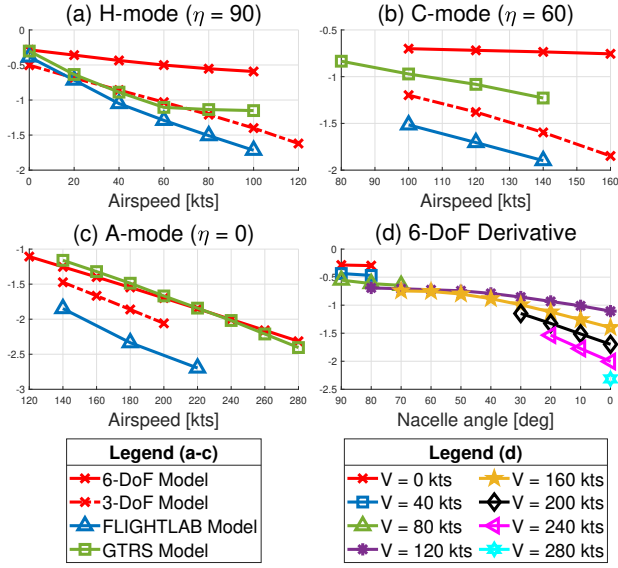 (a) H-mode (η = 90)
0
-0.5
-1
-1.5
-2
0 20 40 60 80 100 120
Airspeed [kts]
(b) C-mode (η = 60)
-0.5
-1
-1.5
-2
80 100 120 140 160
Airspeed [kts]
(c) A-mode (η = 0)
-1
-1.5
-2
-2.5
-3
120 140 160 180 200 220 240 260 280
Airspeed [kts]
(d) 6-DoF Derivative
0
-0.5
-1
-1.5
-2
-2.5
90 80 70 60 50 40 30 20 10 0
Nacelle angle [deg]
Legend (a-c)
6-DoF Model
3-DoF Model
FLIGHTLAB Model
GTRS Model
Legend (d)
V = 0 kts
V = 40 kts
V = 80 kts
V = 120 kts
V = 160 kts
V = 200 kts
V = 240 kts
V = 280 kts